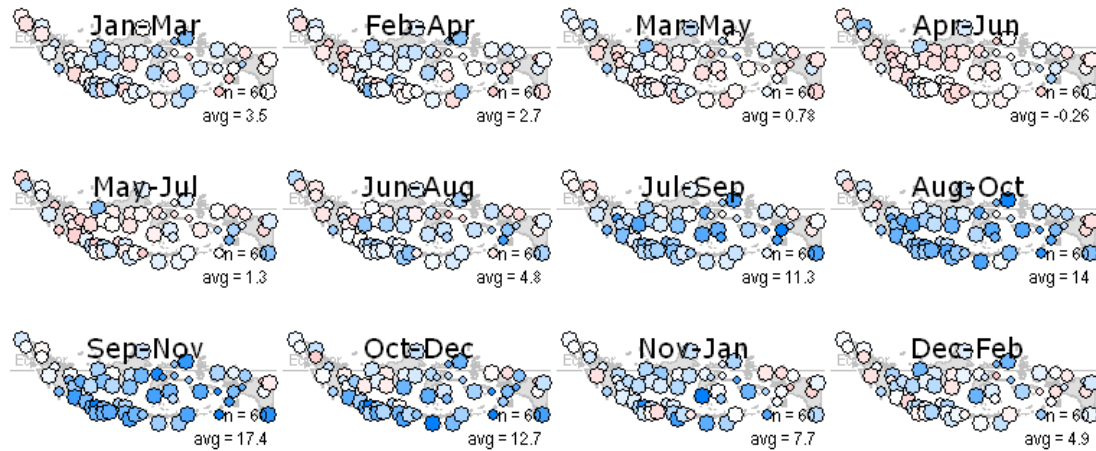 Jan-Mar
n = 60
avg = 3.5
Feb-Apr
n = 60
avg = 2.7
Mar-May
n = 60
avg = 0.78
Apr-Jun
n = 60
avg = -0.26
May-Jul
n = 60
avg = 1.3
Jun-Aug
n = 60
avg = 4.8
Jul-Sep
n = 60
avg = 11.3
Aug-Oct
n = 60
avg = 14
Sep-Nov
n = 60
avg = 17.4
Oct-Dec
n = 60
avg = 12.7
Nov-Jan
n = 60
avg = 7.7
Dec-Feb
n = 60
avg = 4.9